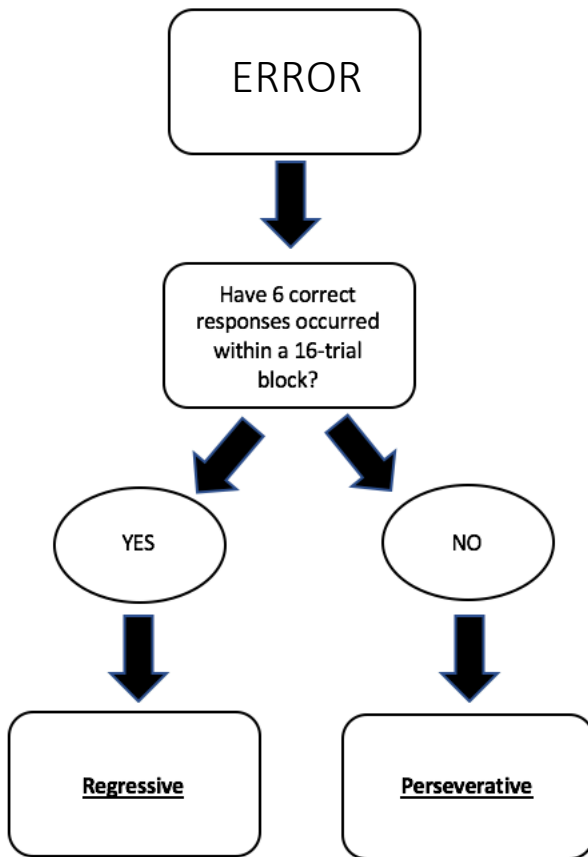 ERROR
Have 6 correct
responses occurred
within a 16-trial
block?
YES
NO
Regressive
Perseverative